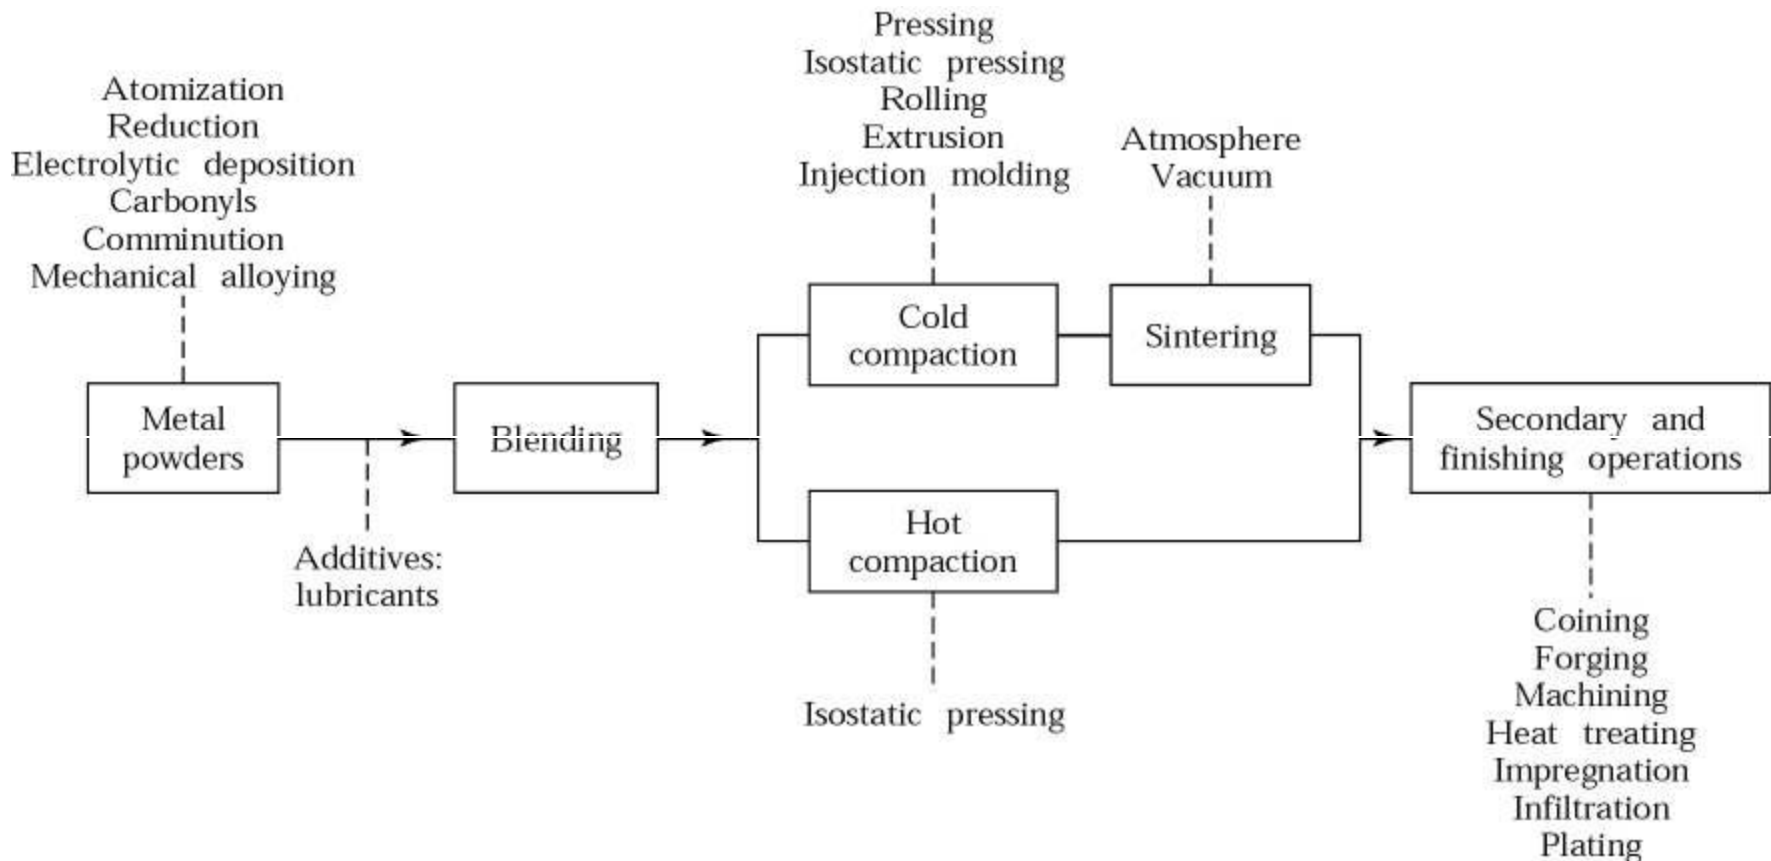 Atomization
Reduction
Electrolytic deposition
Carbonyls
Comminution
Mechanical alloying
Metal
powders
Additives:
lubricants
Blending
Pressing
Isostatic pressing
Rolling
Extrusion
Injection molding
Cold
compaction
Atmosphere
Vacuum
Sintering
Hot
compaction
Isostatic pressing
Secondary and
finishing operations
Coining
Forging
Machining
Heat treating
Impregnation
Infiltration
Plating